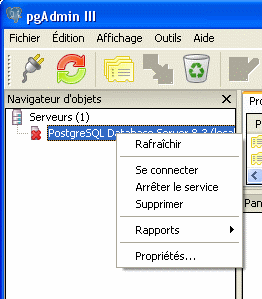 pgAdmin III
Fichier Édition Affichage Outils Aide
Navigateur d'objets
Serveurs (1)
PostgreSQL Database Server 8.3 (loca
Rafraîchir
Se connecter
Arrêter le service
Supprimer
Rapports
Propriétés...
Pro
Pan